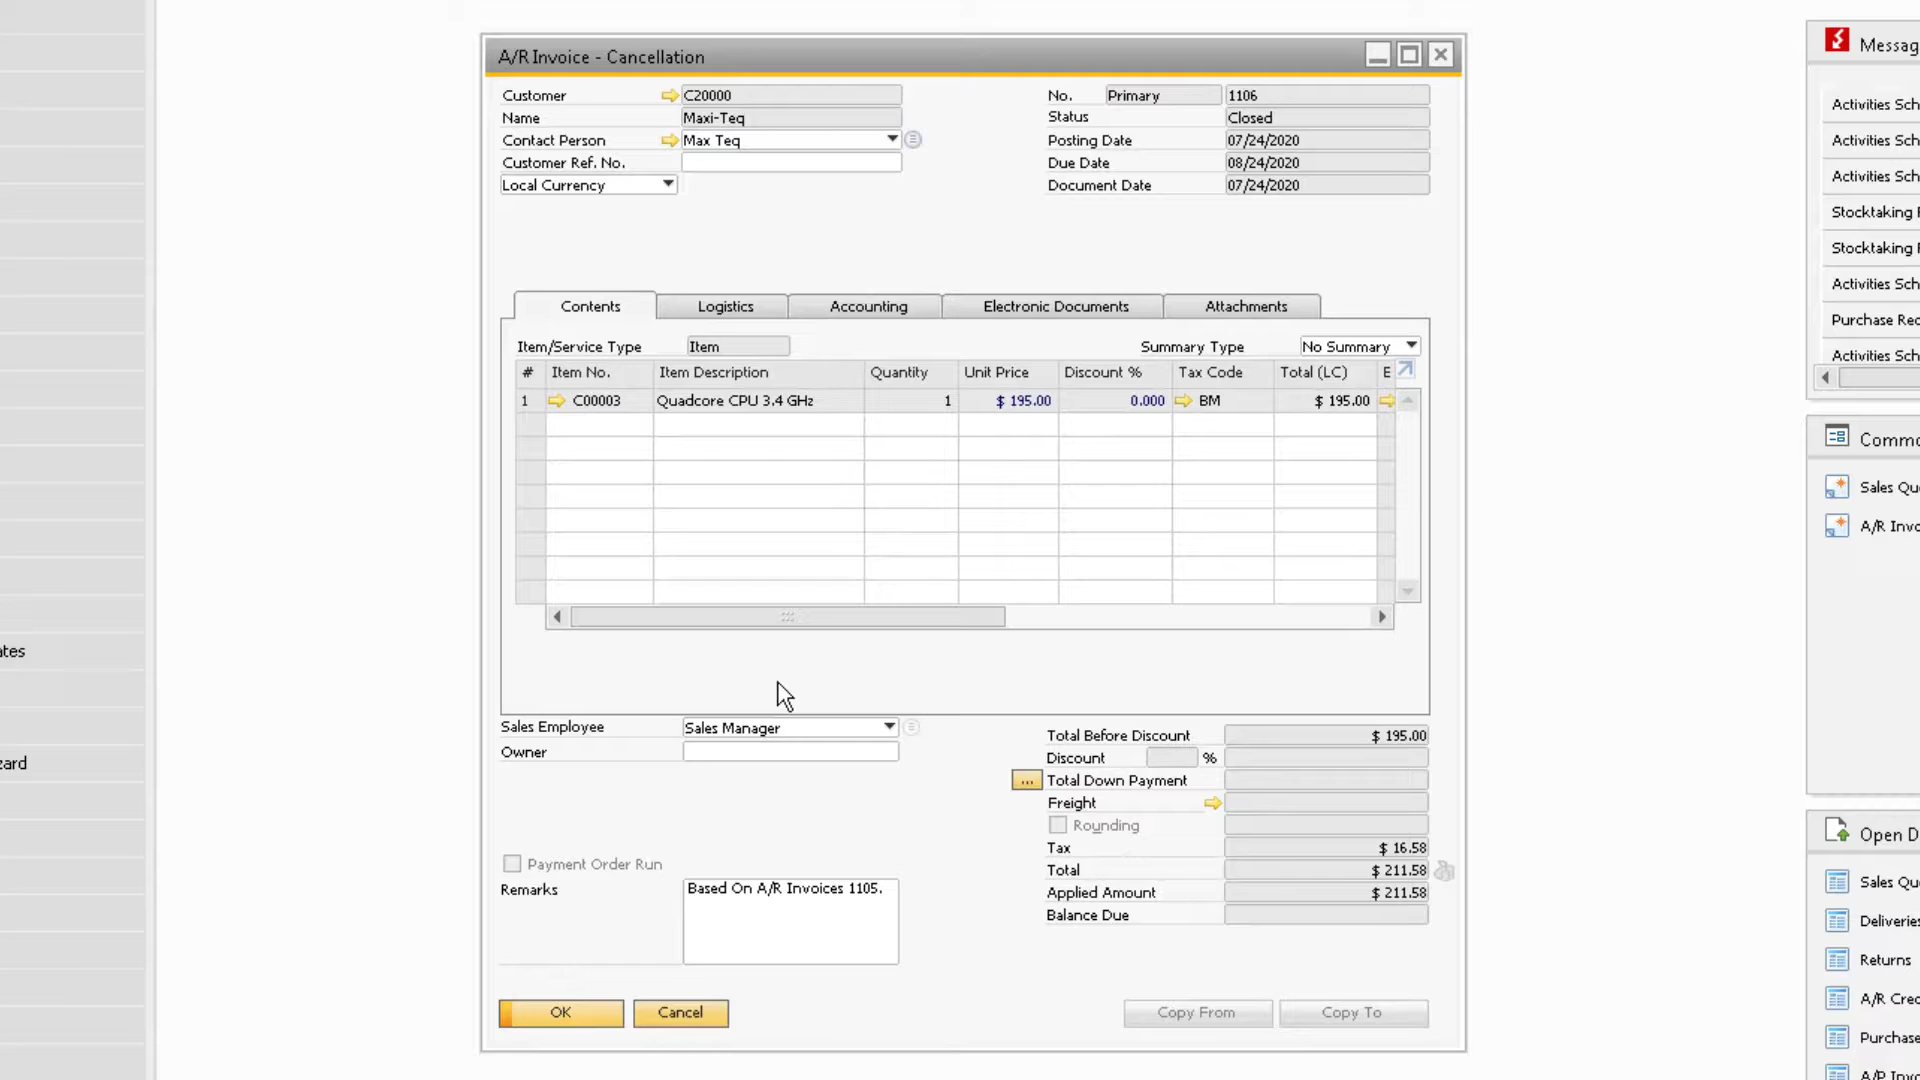 A/R Invoice - Cancellation
Customer C20000
Name Maxi-Teq
Contact Person Max Teq
Customer Ref. No.
Local Currency
No. Primary 1106
Status Closed
Posting Date 07/24/2020
Due Date 08/24/2020
Document Date 07/24/2020
Contents Logistics Accounting Electronic Documents Attachments
Item/Service Type Item Summary Type No Summary
# Item No. Item Description Quantity Unit Price Discount % Tax Code Total (LC) E
1 C00003 Quadcore CPU 3.4 GHz 1 $ 195.00 0.000 BM $ 195.00
Sales Employee Sales Manager
Owner
Payment Order Run
Remarks Based On A/R Invoices 1105.
Total Before Discount $ 195.00
Discount %
... Total Down Payment
Freight
Rounding
Tax $ 16.58
Total $ 211.58
Applied Amount $ 211.58
Balance Due
OK Cancel Copy From Copy To
ates
zard
Messag
Activities Sch
Activities Sch
Activities Sch
Stocktaking
Stocktaking
Activities Sch
Purchase Rec
Activities Sch
Commo
Sales Qu
A/R Invo
Open D
Sales Qu
Deliveries
Returns
A/R Cred
Purchase
A/P Invo